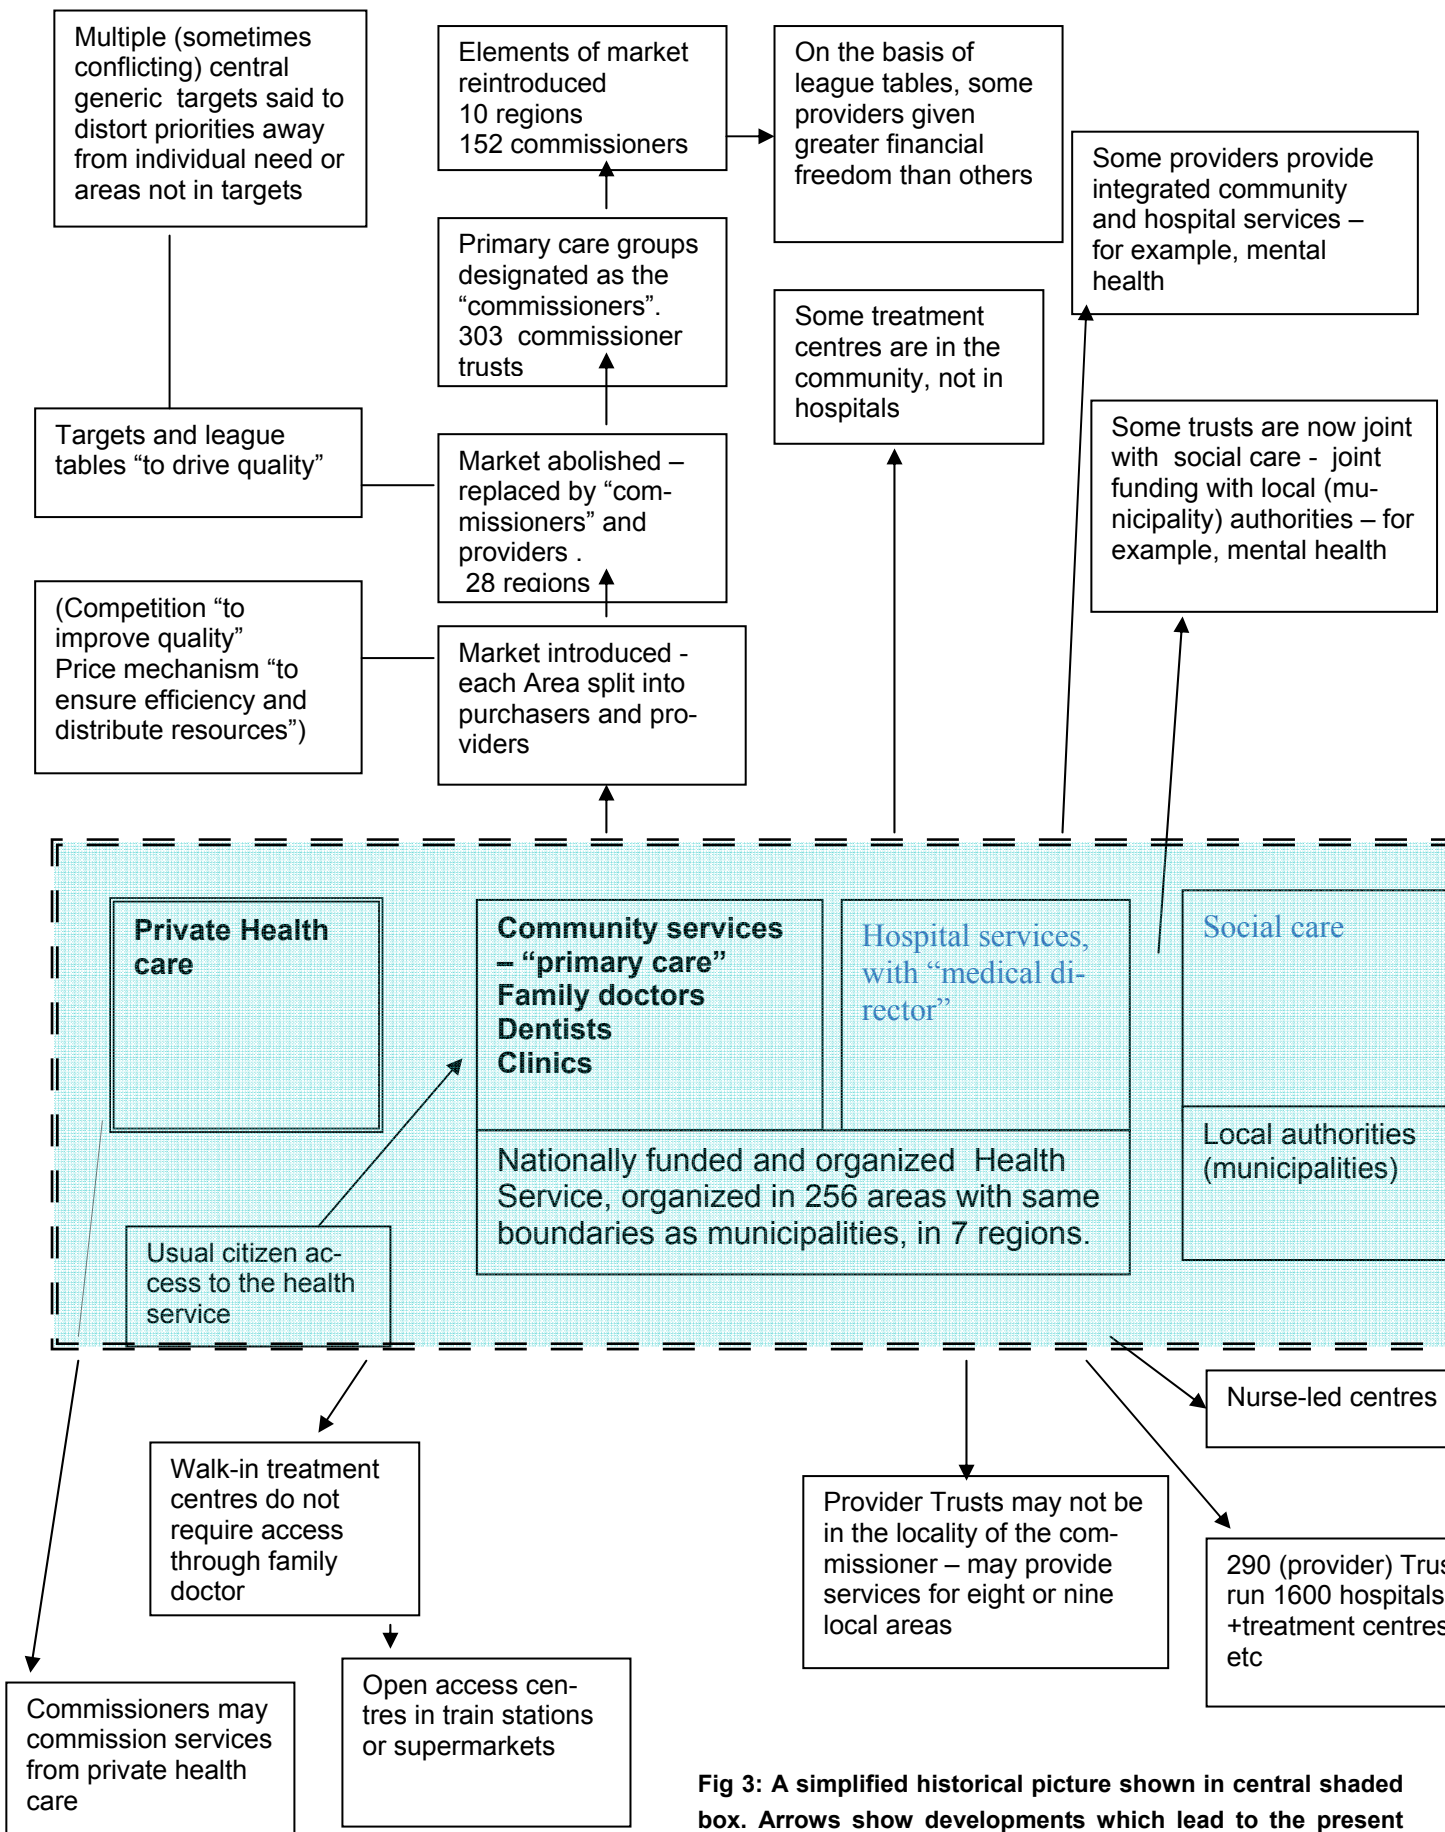 Multiple (sometimes
conflicting) central
generic targets said to
distort priorities away
from individual need or
areas not in targets
Elements of market
reintroduced
10 regions
152 commissioners
On the basis of
league tables, some
providers given
greater financial
freedom than others
Some providers provide
integrated community
and hospital services –
for example, mental
health
Primary care groups
designated as the
“commissioners”.
303 commissioner
trusts
Some treatment
centres are in the
community, not in
hospitals
Some trusts are now joint
with social care - joint
funding with local (mu-
nicipality) authorities – for
example, mental health
Targets and league
tables “to drive quality”
Market abolished –
replaced by “com-
missioners” and
providers .
28 regions
(Competition “to
improve quality”
Price mechanism “to
ensure efficiency and
distribute resources”)
Market introduced -
each Area split into
purchasers and pro-
viders
Private Health
care
Community services
– “primary care”
Family doctors
Dentists
Clinics
Hospital services,
with “medical di-
rector”
Social care
Local authorities
(municipalities)
Nationally funded and organized Health
Service, organized in 256 areas with same
boundaries as municipalities, in 7 regions.
Usual citizen ac-
cess to the health
service
Nurse-led centres
Walk-in treatment
centres do not
require access
through family
doctor
Provider Trusts may not be
in the locality of the com-
missioner – may provide
services for eight or nine
local areas
290 (provider) Trus
run 1600 hospitals
+treatment centres
etc
Open access cen-
tres in train stations
or supermarkets
Commissioners may
commission services
from private health
care
Fig 3: A simplified historical picture shown in central shaded
box. Arrows show developments which lead to the present